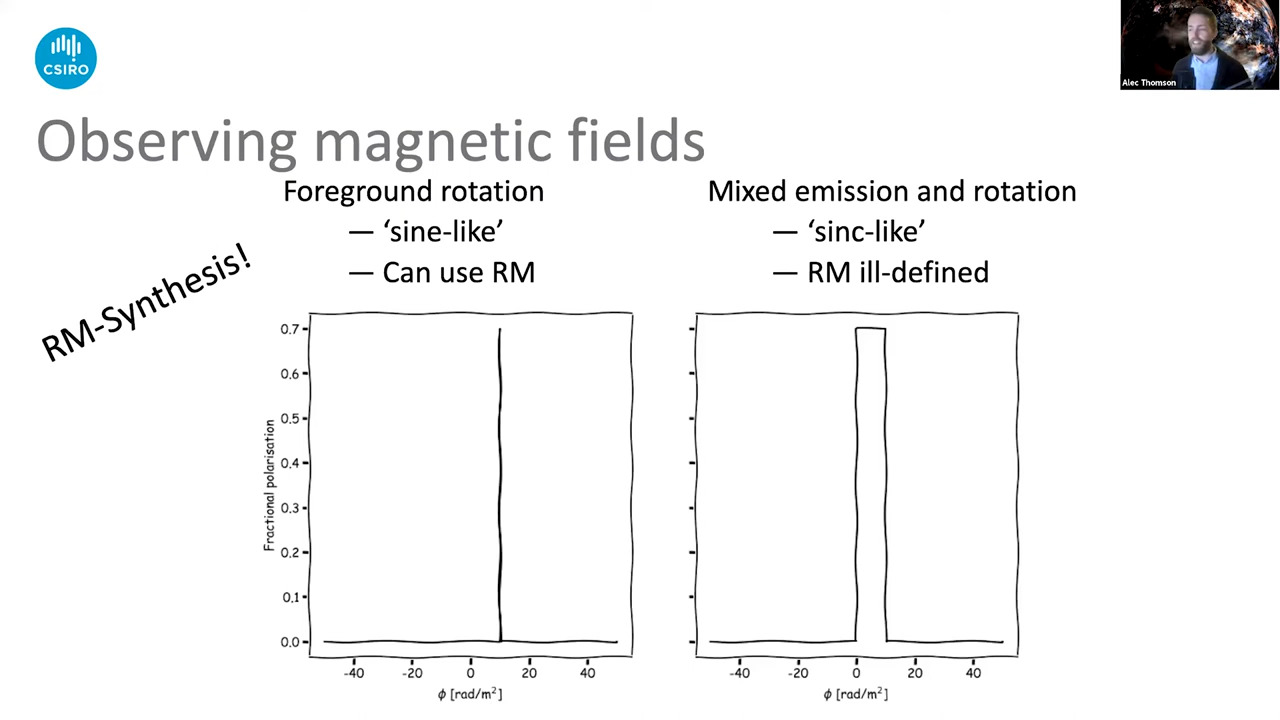 CSIRO
Alec Thomson
Observing magnetic fields
RM-Synthesis!
Foreground rotation
— ‘sine-like’
— Can use RM
Mixed emission and rotation
— ‘sinc-like’
— RM ill-defined
Fractional polarisation
0.7
0.6
0.5
0.4
0.3
0.2
0.1
0.0
-40 -20 0 20 40
ϕ [rad/m²]
-40 -20 0 20 40
ϕ [rad/m²]